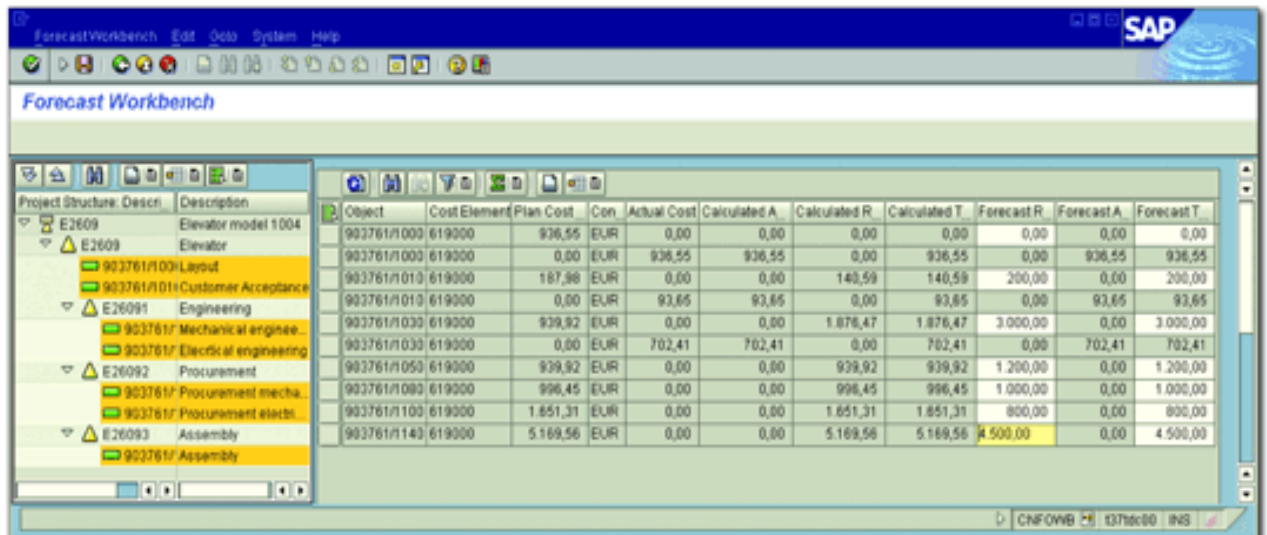 ForecastWorkbench Edit Goto System Help
SAP
Forecast Workbench
Project Structure: Descri Description
E2609 Elevator model 1004
E2609 Elevator
903761/100 Layout
903761/101 Customer Acceptance
E26091 Engineering
903761/ Mechanical enginee...
903761/ Elecrtical engineering
E26092 Procurement
903761/ Procurement mecha...
903761/ Procurement electri...
E26093 Assembly
903761/ Assembly
Object Cost Element Plan Cost Con Actual Cost Calculated A Calculated R Calculated T Forecast R Forecast A Forecast T
903761/1000 619000 936,55 EUR 0,00 0,00 0,00 0,00 0,00 0,00 0,00
903761/1000 619000 0,00 EUR 936,55 936,55 0,00 936,55 0,00 936,55 936,55
903761/1010 619000 187,98 EUR 0,00 0,00 140,59 140,59 200,00 0,00 200,00
903761/1010 619000 0,00 EUR 93,65 93,65 0,00 93,65 0,00 93,65 93,65
903761/1030 619000 939,92 EUR 0,00 0,00 1.876,47 1.876,47 3.000,00 0,00 3.000,00
903761/1030 619000 0,00 EUR 702,41 702,41 0,00 702,41 0,00 702,41 702,41
903761/1050 619000 939,92 EUR 0,00 0,00 939,92 939,92 1.200,00 0,00 1.200,00
903761/1080 619000 996,45 EUR 0,00 0,00 996,45 996,45 1.000,00 0,00 1.000,00
903761/1100 619000 1.651,31 EUR 0,00 0,00 1.651,31 1.651,31 800,00 0,00 800,00
903761/1140 619000 5.169,56 EUR 0,00 0,00 5.169,56 5.169,56 4.500,00 0,00 4.500,00
CNFOWB INS